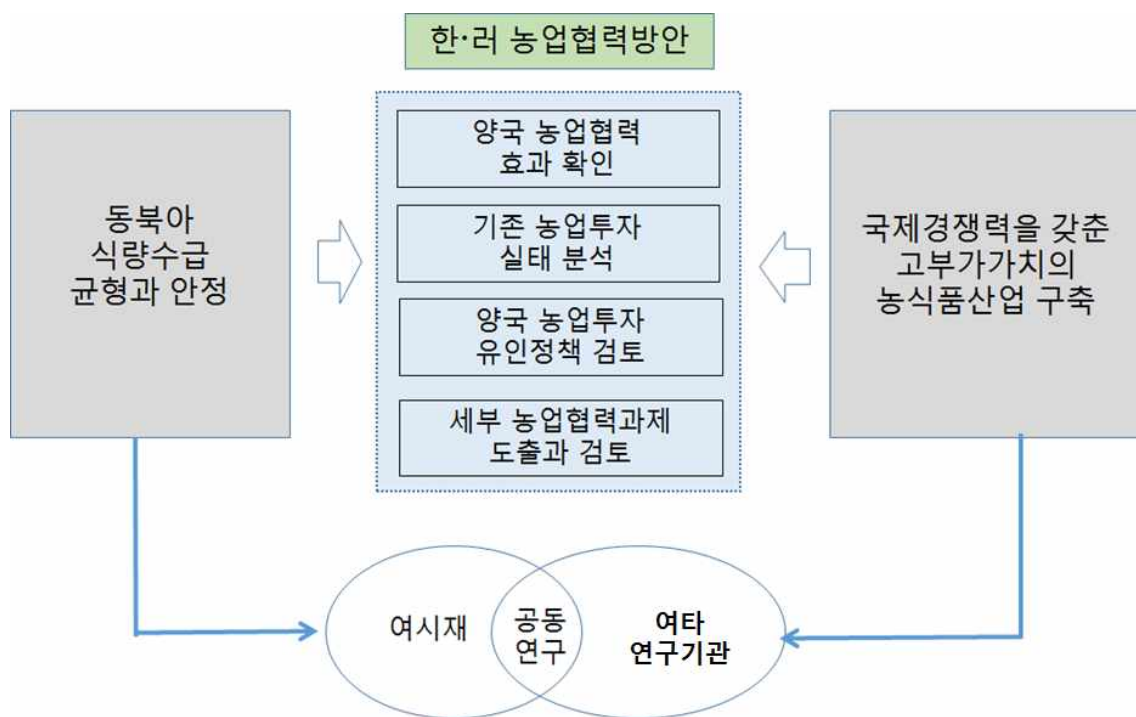 한·러 농업협력방안
양국 농업협력
효과 확인
기존 농업투자
실태 분석
양국 농업투자
유인정책 검토
세부 농업협력과제
도출과 검토
동북아
식량수급
균형과 안정
국제경쟁력을 갖춘
고부가가치의
농식품산업 구축
여시재
공동
연구
여타
연구기관